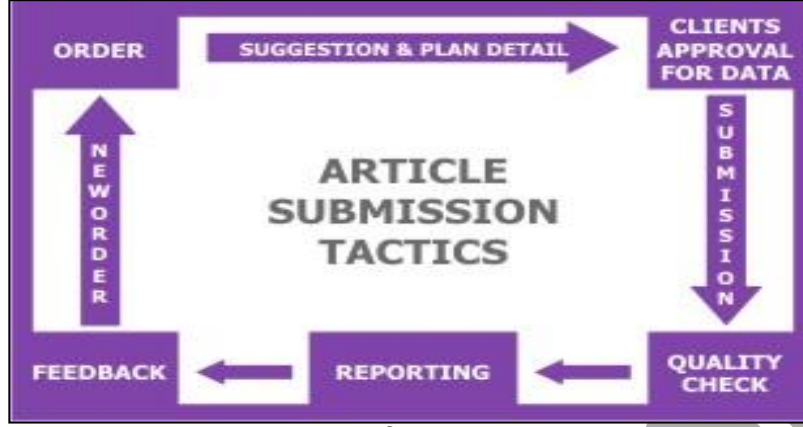 ORDER
SUGGESTION & PLAN DETAIL
CLIENTS
APPROVAL
FOR DATA
SUBMISSION
ARTICLE
SUBMISSION
TACTICS
NEWORDER
FEEDBACK
REPORTING
QUALITY
CHECK